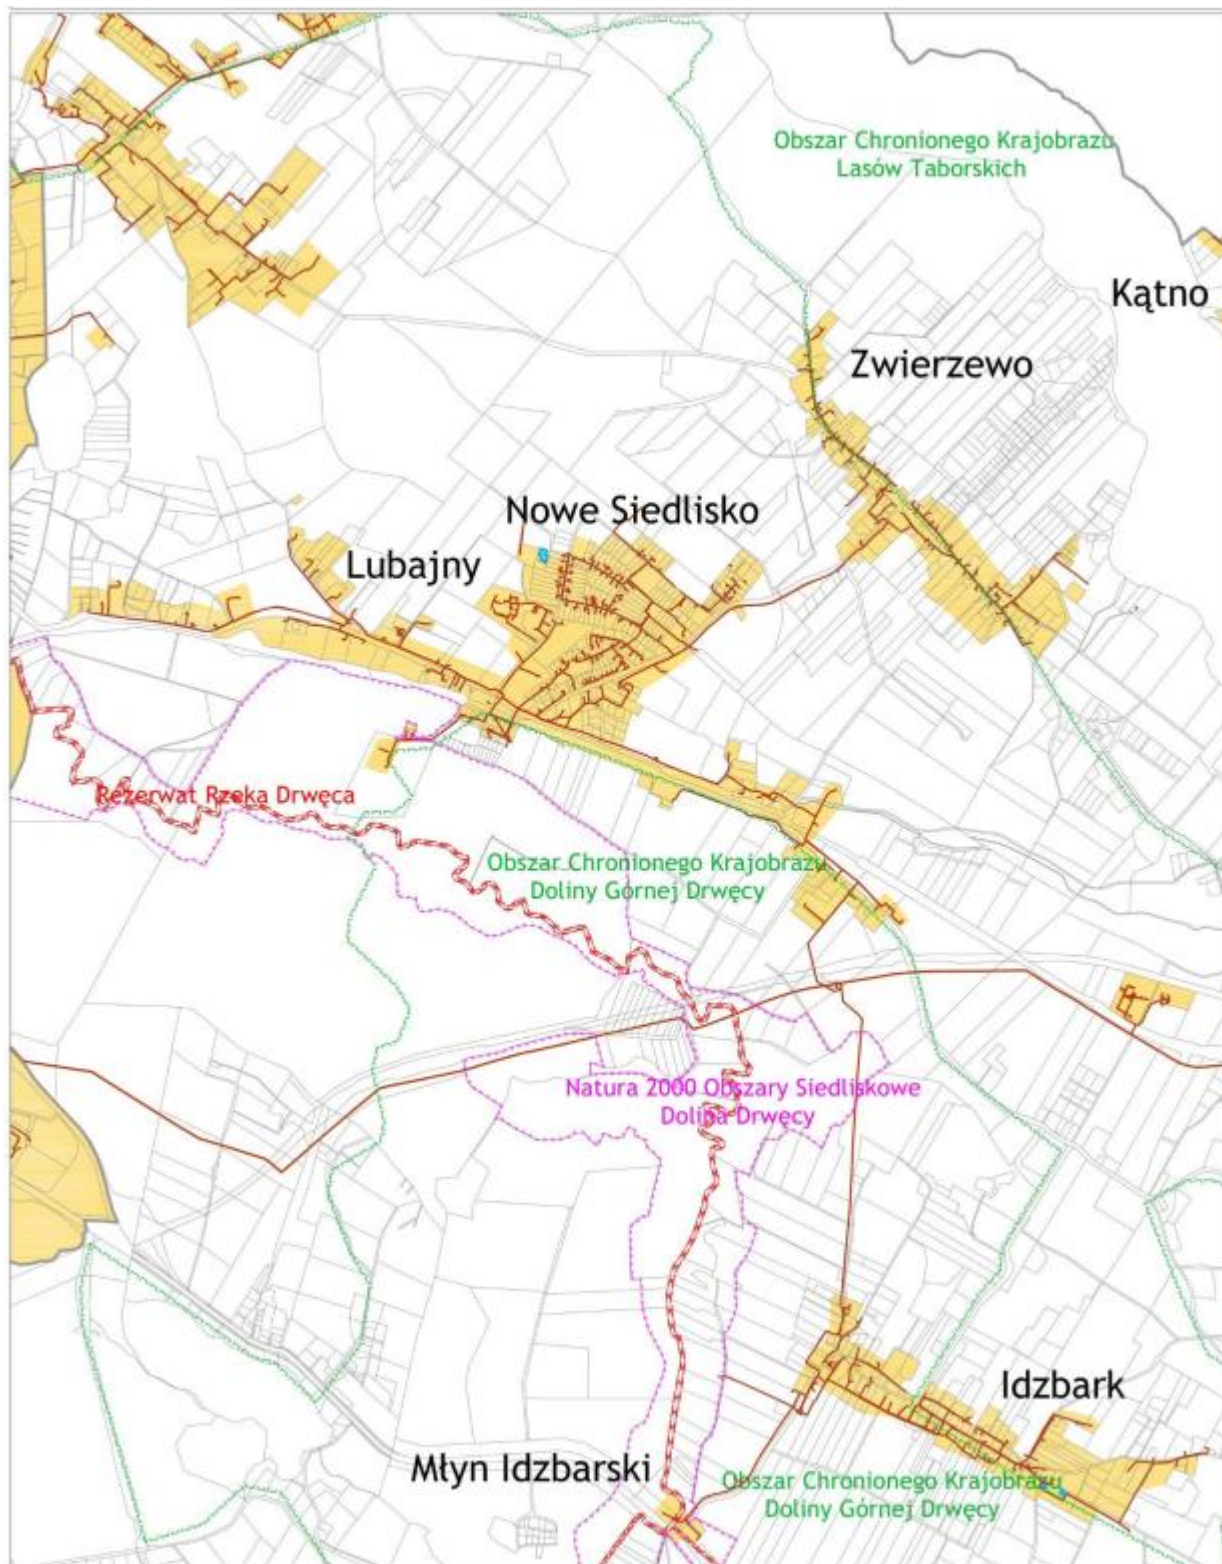 Obszar Chronionego Krajobrazu
Lasów Taborskich
Kątno
Zwierzewo
Nowe Siedlisko
Lubajny
Rezerwat Rzeka Drwęca
Obszar Chronionego Krajobrazu
Doliny Górnej Drwęcy
Natura 2000 Obszary Siedliskowe
Dolina Drwęcy
Idzbark
Młyn Idzbarski
Obszar Chronionego Krajobrazu
Doliny Górnej Drwęcy